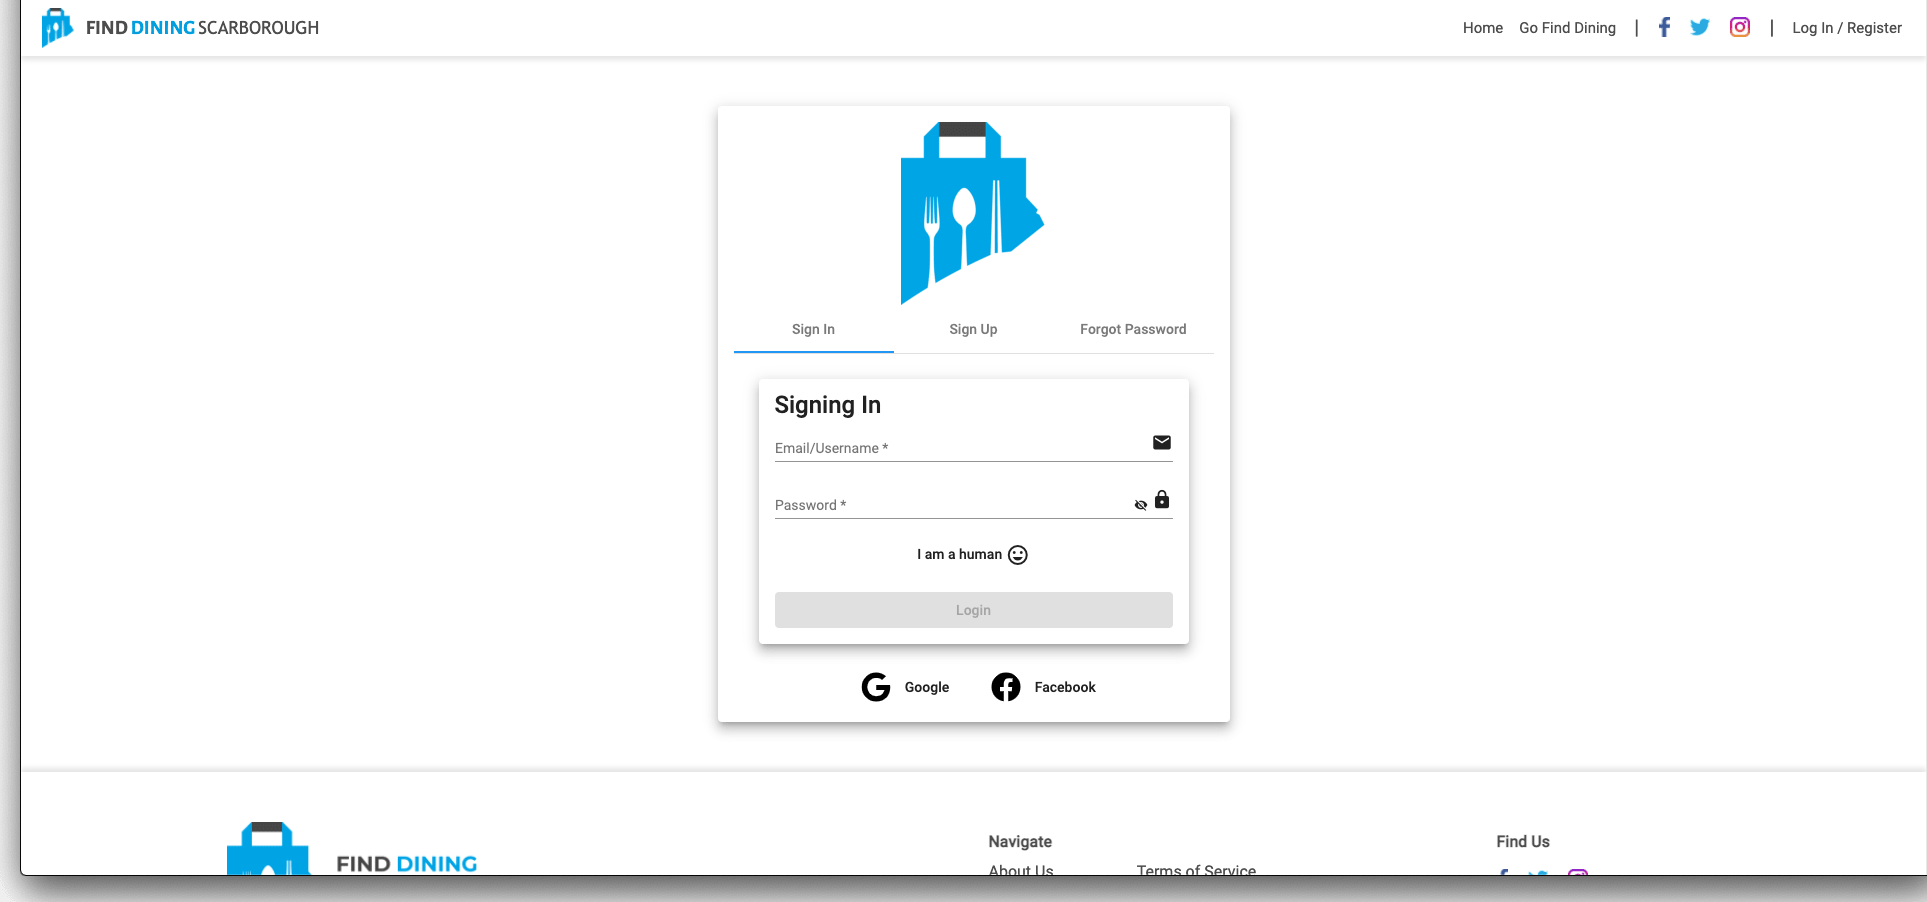 FIND DINING SCARBOROUGH
Home Go Find Dining | | Log In / Register
Sign In Sign Up Forgot Password
Signing In
Email/Username *
Password *
I am a human
Login
Google Facebook
FIND DINING
Navigate
About Us Terms of Service
Find Us